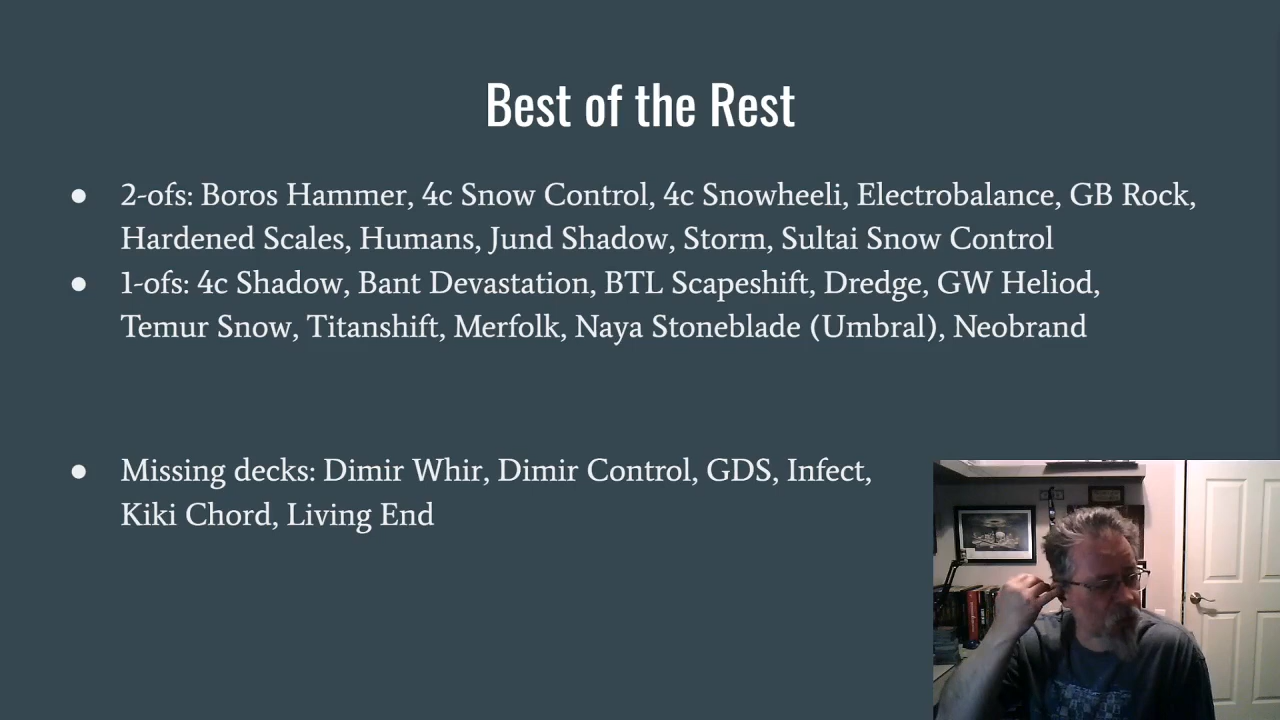 Best of the Rest
● 2-ofs: Boros Hammer, 4c Snow Control, 4c Snowheeli, Electrobalance, GB Rock,
Hardened Scales, Humans, Jund Shadow, Storm, Sultai Snow Control
● 1-ofs: 4c Shadow, Bant Devastation, BTL Scapeshift, Dredge, GW Heliod,
Temur Snow, Titanshift, Merfolk, Naya Stoneblade (Umbral), Neobrand
● Missing decks: Dimir Whir, Dimir Control, GDS, Infect,
Kiki Chord, Living End